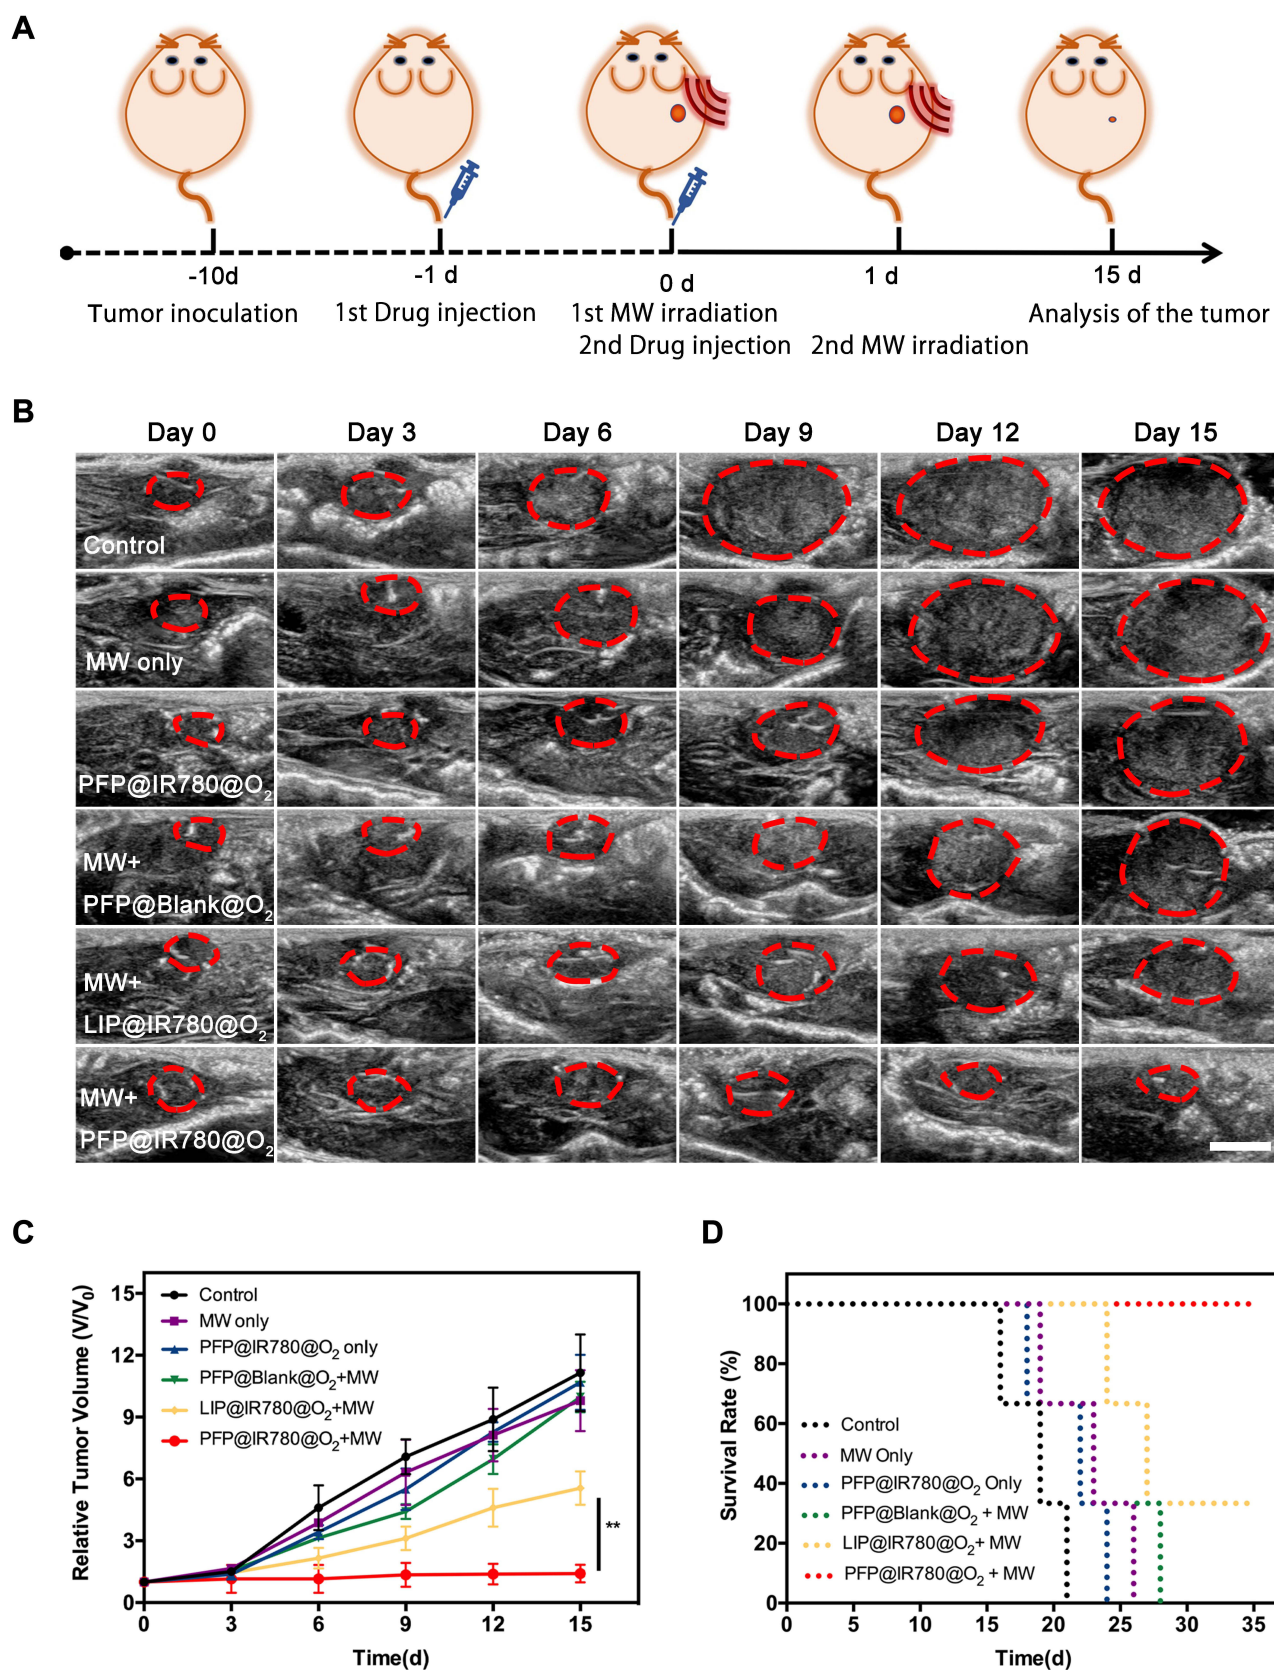 A
-10d
-1 d
0 d
1 d
15 d
Tumor inoculation
1st Drug injection
1st MW irradiation
2nd Drug injection
2nd MW irradiation
Analysis of the tumor
B
Day 0
Day 3
Day 6
Day 9
Day 12
Day 15
Control
MW only
PFP@IR780@O₂
MW+
PFP@Blank@O₂
MW+
LIP@IR780@O₂
MW+
PFP@IR780@O₂
C
Relative Tumor Volume (V/V₀)
15
12
9
6
3
0
Control
MW only
PFP@IR780@O₂ only
PFP@Blank@O₂+MW
LIP@IR780@O₂+MW
PFP@IR780@O₂+MW
**
0
3
6
9
12
15
Time(d)
D
Survival Rate (%)
100
80
60
40
20
0
Control
MW Only
PFP@IR780@O₂ Only
PFP@Blank@O₂ + MW
LIP@IR780@O₂+ MW
PFP@IR780@O₂ + MW
0
5
10
15
20
25
30
35
Time(d)